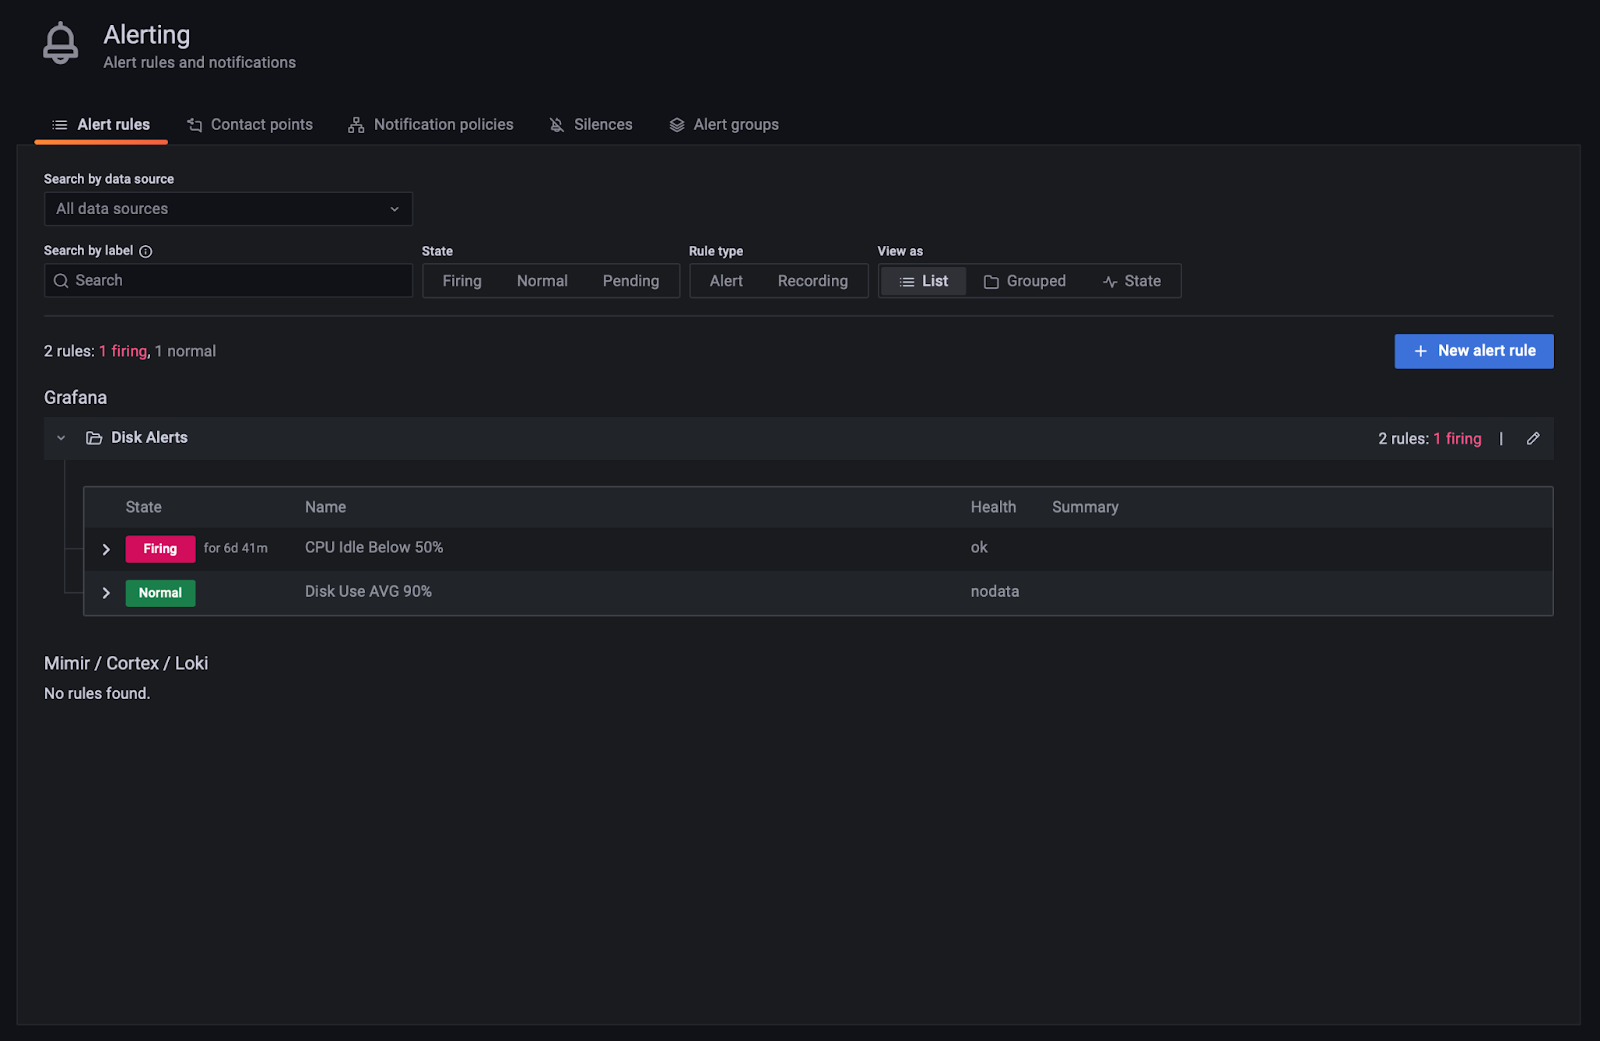 Alerting
Alert rules and notifications
Alert rules Contact points Notification policies Silences Alert groups
Search by data source
All data sources
Search by label State Rule type View as
Search Firing Normal Pending Alert Recording List Grouped State
2 rules: 1 firing, 1 normal + New alert rule
Grafana
Disk Alerts 2 rules: 1 firing |
State Name Health Summary
Firing for 6d 41m CPU Idle Below 50% ok
Normal Disk Use AVG 90% nodata
Mimir / Cortex / Loki
No rules found.